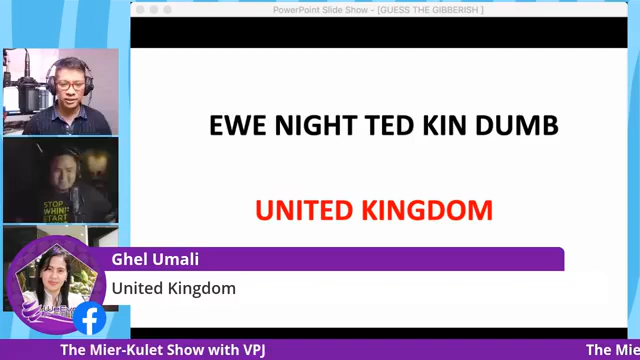 PowerPoint Slide Show - [GUESS THE GIBBERISH ]
EWE NIGHT TED KIN DUMB
UNITED KINGDOM
STOP
START
Ghel Umali
United Kingdom
The Mier-Kulet Show with VPJ
The Mie